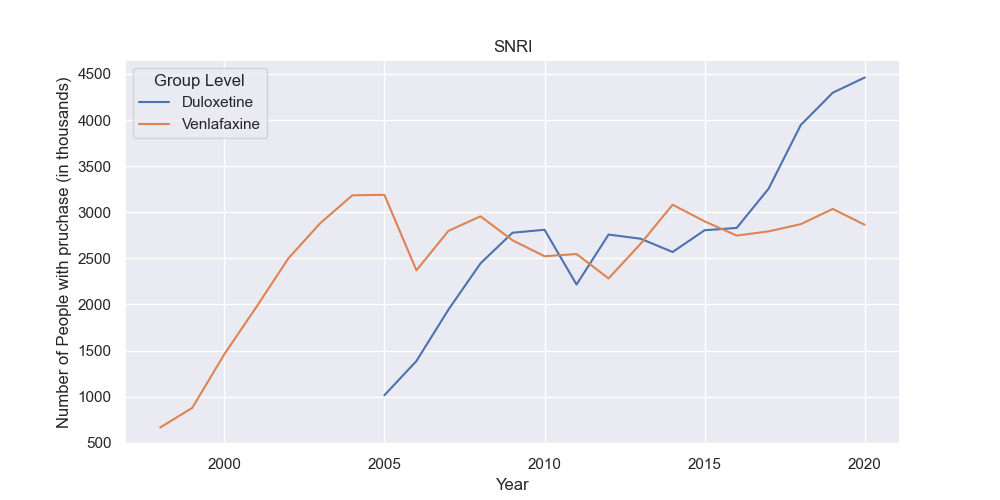 SNRI
Group Level
Duloxetine
Venlafaxine
Number of People with pruchase (in thousands)
4500
4000
3500
3000
2500
2000
1500
1000
500
2000 2005 2010 2015 2020
Year